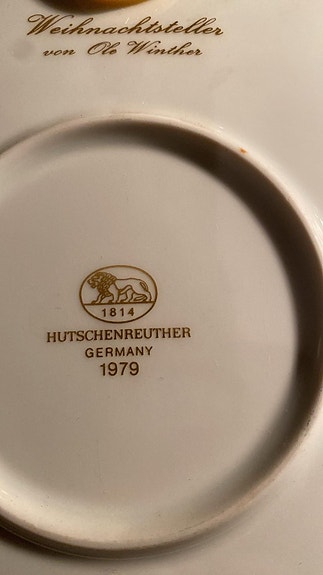 Weihnachtsteller
von Ole Winther
1814
HUTSCHENREUTHER
GERMANY
1979